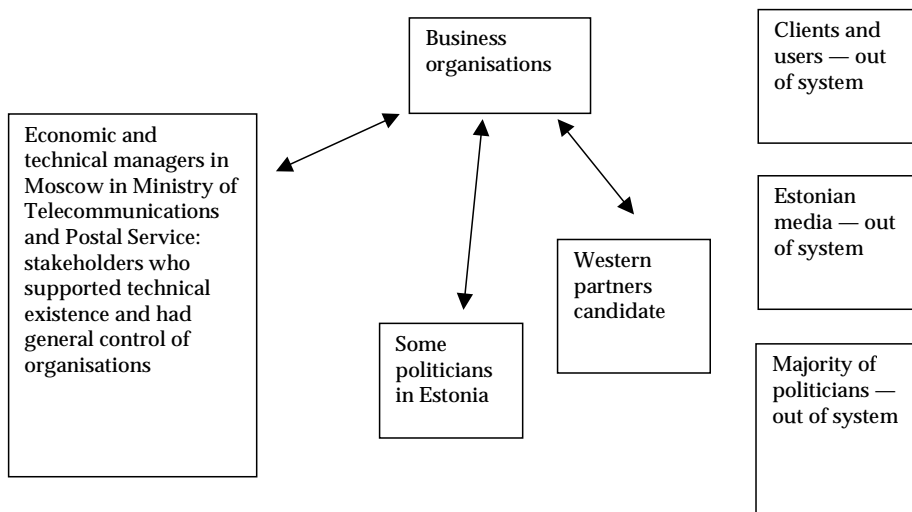 Business
organisations
Clients and
users — out
of system
Economic and
technical managers in
Moscow in Ministry of
Telecommunications
and Postal Service:
stakeholders who
supported technical
existence and had
general control of
organisations
Estonian
media — out
of system
Western
partners
candidate
Some
politicians
in Estonia
Majority of
politicians —
out of system